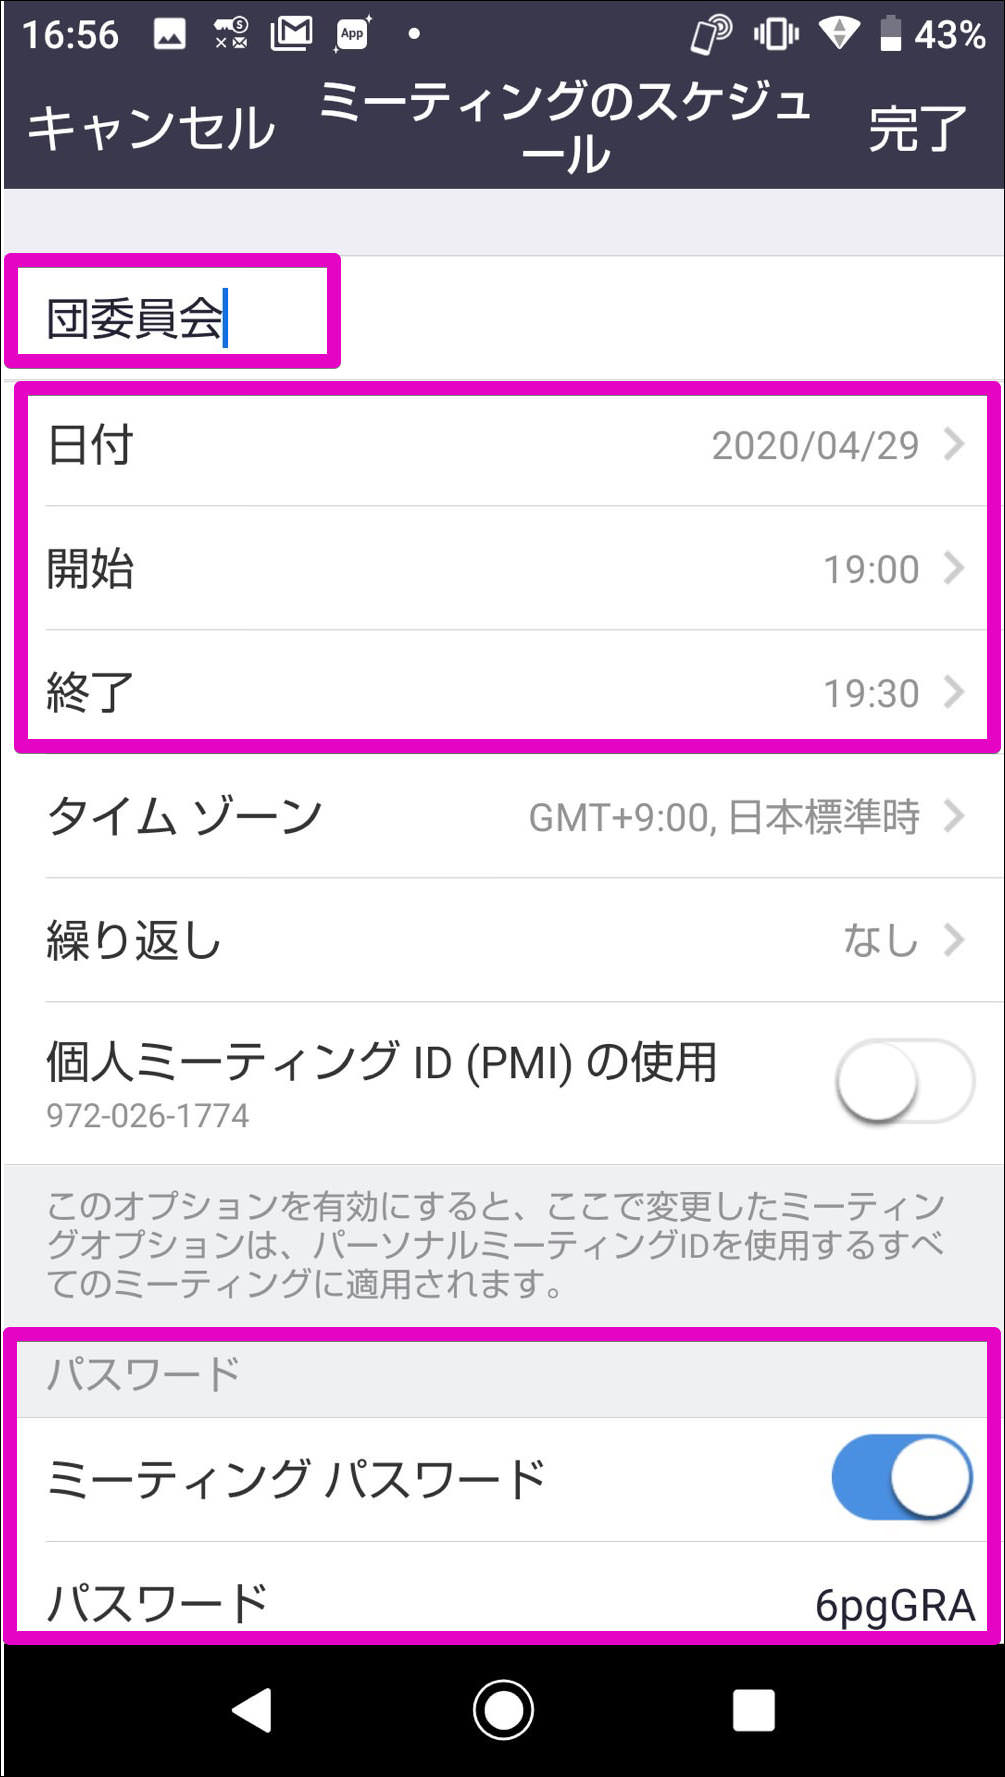 16:56
App
43%
キャンセル
ミーティングのスケジュ
ール
完了
団委員会
日付
2020/04/29
開始
19:00
終了
19:30
タイム ゾーン
GMT+9:00, 日本標準時
繰り返し
なし
個人ミーティング ID (PMI) の使用
972-026-1774
このオプションを有効にすると、ここで変更したミーティン
グオプションは、パーソナルミーティングIDを使用するすべ
てのミーティングに適用されます。
パスワード
ミーティング パスワード
パスワード
6pgGRA